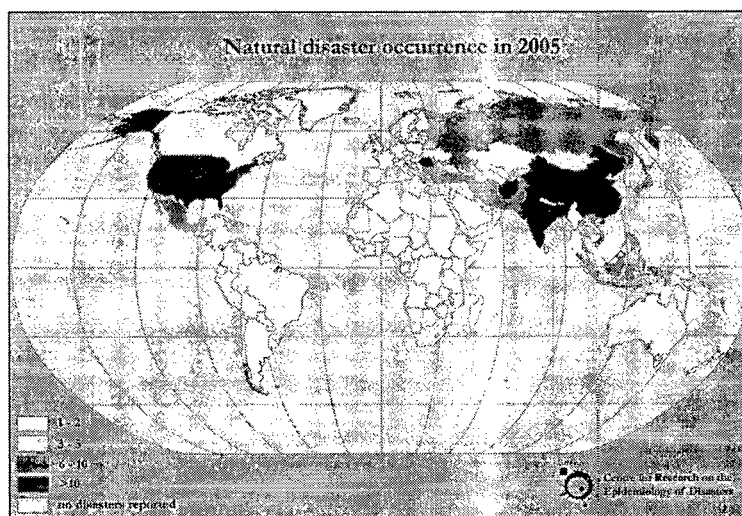 Natural disaster occurrence in 2005
1 - 2
3 - 5
6 - 10
>10
no disasters reported
Centre for Research on the
Epidemiology of Disasters